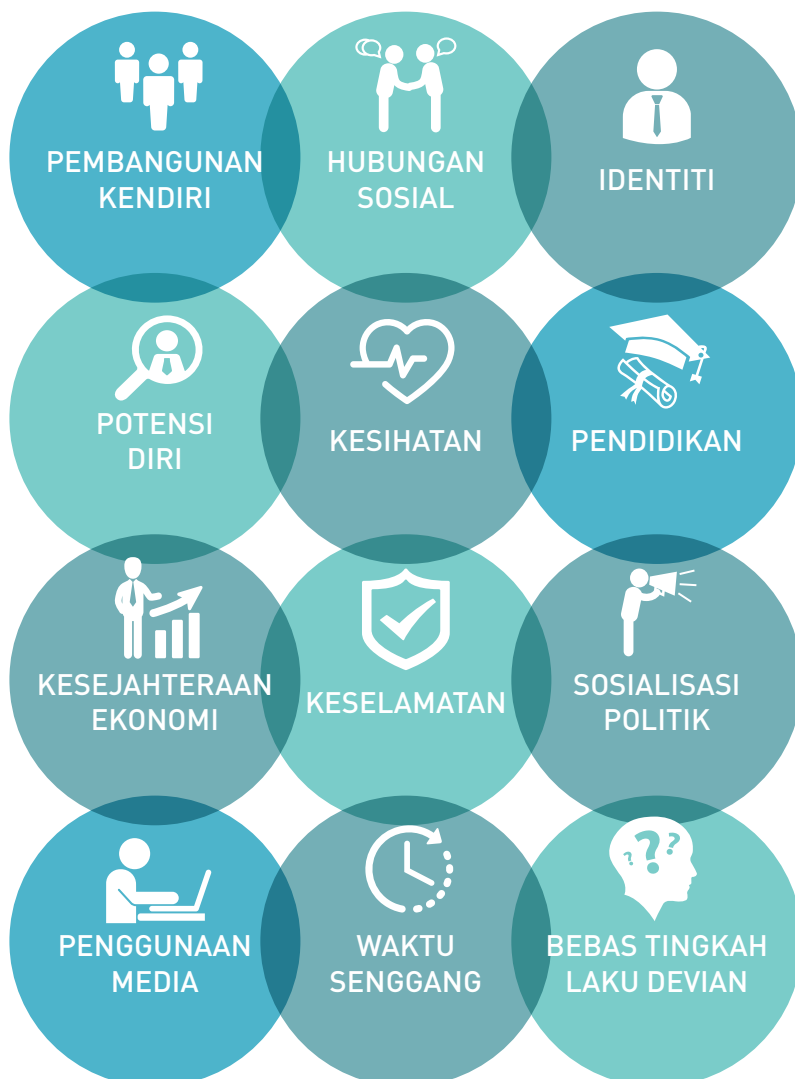 PEMBANGUNAN
KENDIRI
HUBUNGAN
SOSIAL
IDENTITI
POTENSI
DIRI
KESIHATAN
PENDIDIKAN
KESEJAHTERAAN
EKONOMI
KESELAMATAN
SOSIALISASI
POLITIK
PENGGUNAAN
MEDIA
WAKTU
SENGGANG
BEBAS TINGKAH
LAKU DEVIAN